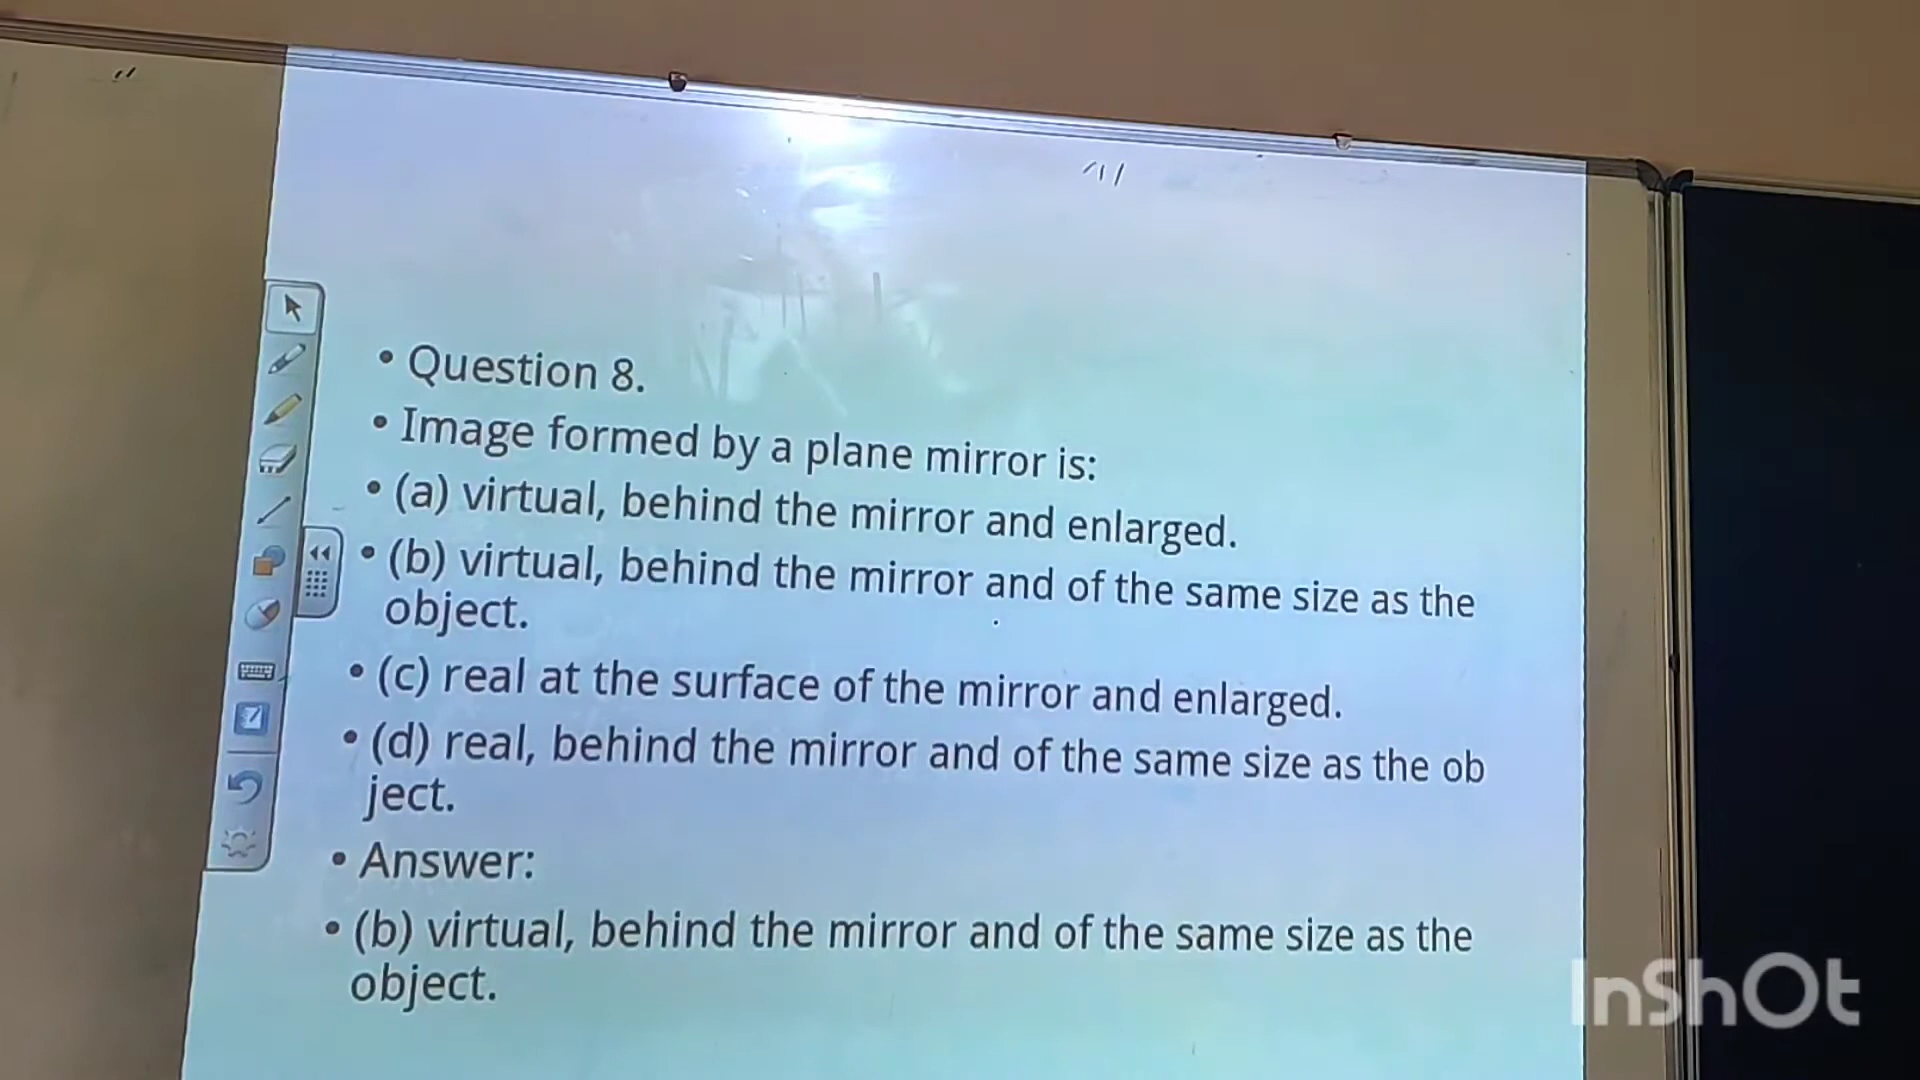 • Question 8.
• Image formed by a plane mirror is:
• (a) virtual, behind the mirror and enlarged.
• (b) virtual, behind the mirror and of the same size as the
object.
• (c) real at the surface of the mirror and enlarged.
• (d) real, behind the mirror and of the same size as the ob
ject.
• Answer:
• (b) virtual, behind the mirror and of the same size as the
object.
InShOt